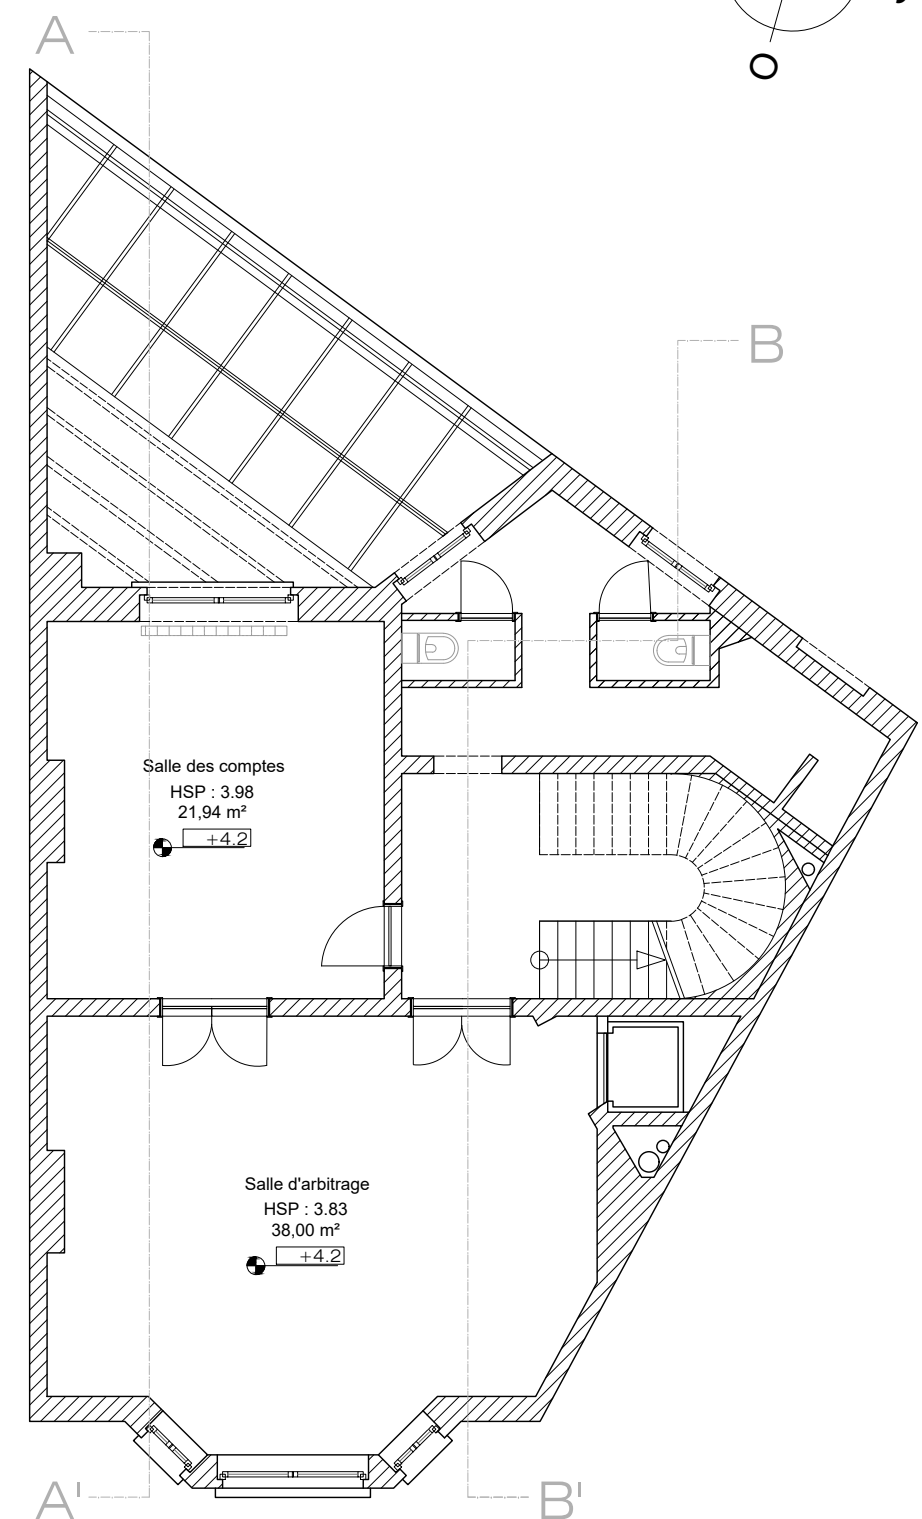 A
O
B
Salle des comptes
HSP : 3.98
21,94 m²
+4.2
Salle d'arbitrage
HSP : 3.83
38,00 m²
+4.2
A'
B'